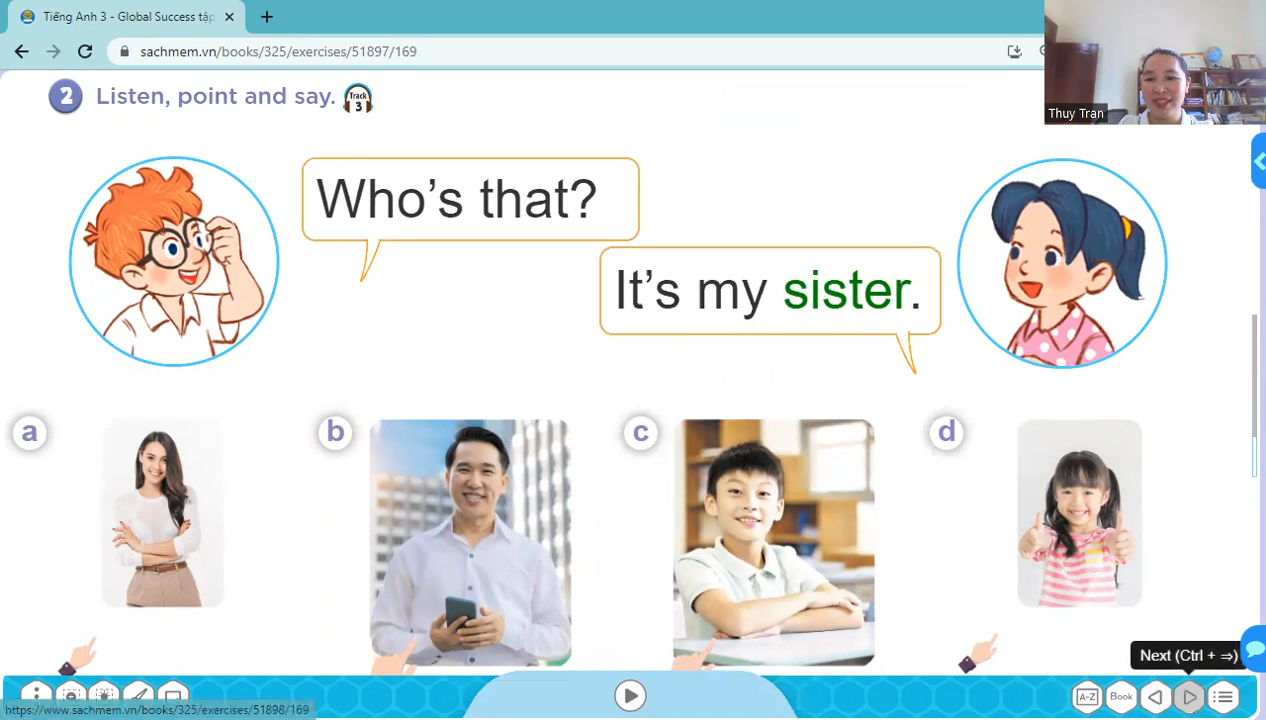 Tiếng Anh 3 - Global Success tập
sachmem.vn/books/325/exercises/51897/169
Thuy Tran
2 Listen, point and say. Track 3
Who's that?
It's my sister.
a b c d
Next (Ctrl + ⇒)
A-Z Book
https://www.sachmem.vn/books/325/exercises/51898/169